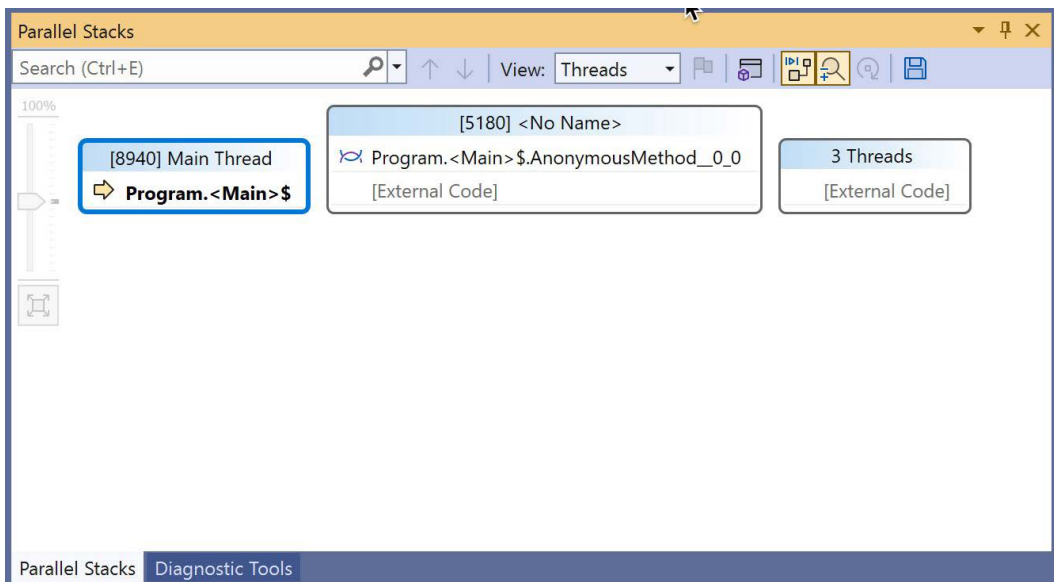 Parallel Stacks
Search (Ctrl+E)
View: Threads
100%
[8940] Main Thread
Program.<Main>$
[5180] <No Name>
Program.<Main>$.AnonymousMethod__0_0
[External Code]
3 Threads
[External Code]
Parallel Stacks
Diagnostic Tools